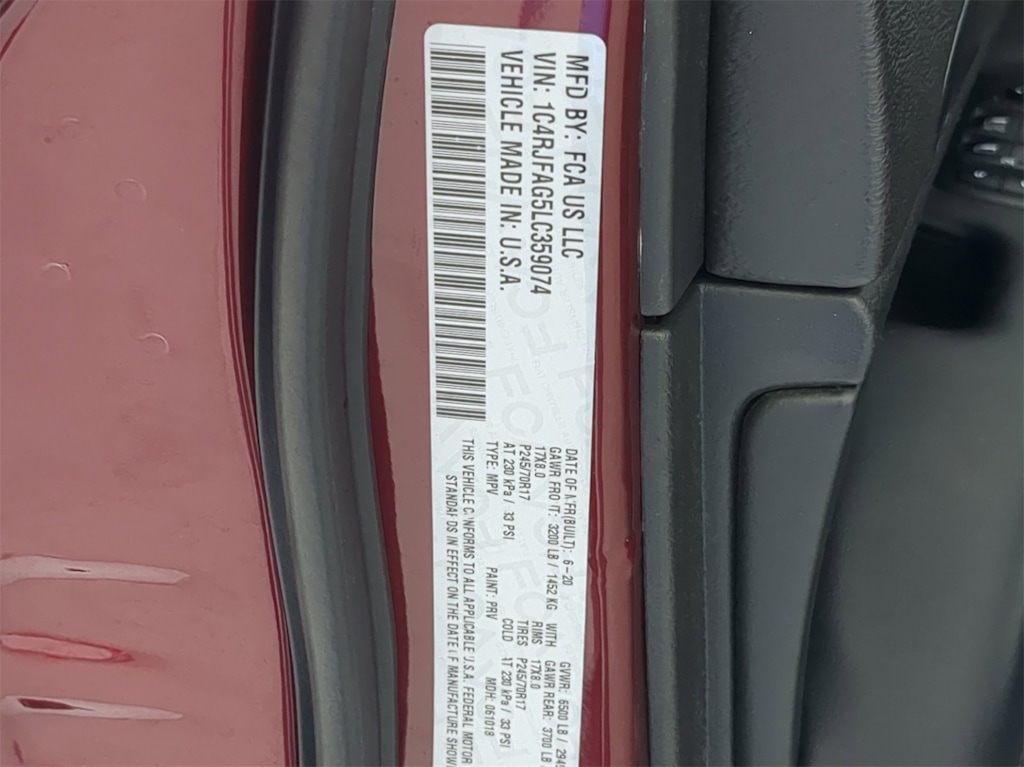 MFD BY: FCA US LLC
VIN: 1C4RJFAG5LC359074
VEHICLE MADE IN: U.S.A.
DATE OF MFR(BUILT): 6-20 GVWR: 6500 LB /
GAWR FRONT: 3200 LB / 1452 KG WITH GAWR REAR: 3700 LB
17X8.0 RIMS 17X8.0
P245/70R17 TIRES P245/70R17
AT 230 kPa / 33 PSI COLD AT 230 kPa / 33 PSI
TYPE: MPV PAINT: PRV MDH: 061018
THIS VEHICLE CONFORMS TO ALL APPLICABLE U.S.A. FEDERAL MOTOR
STANDARDS IN EFFECT ON THE DATE OF MANUFACTURE